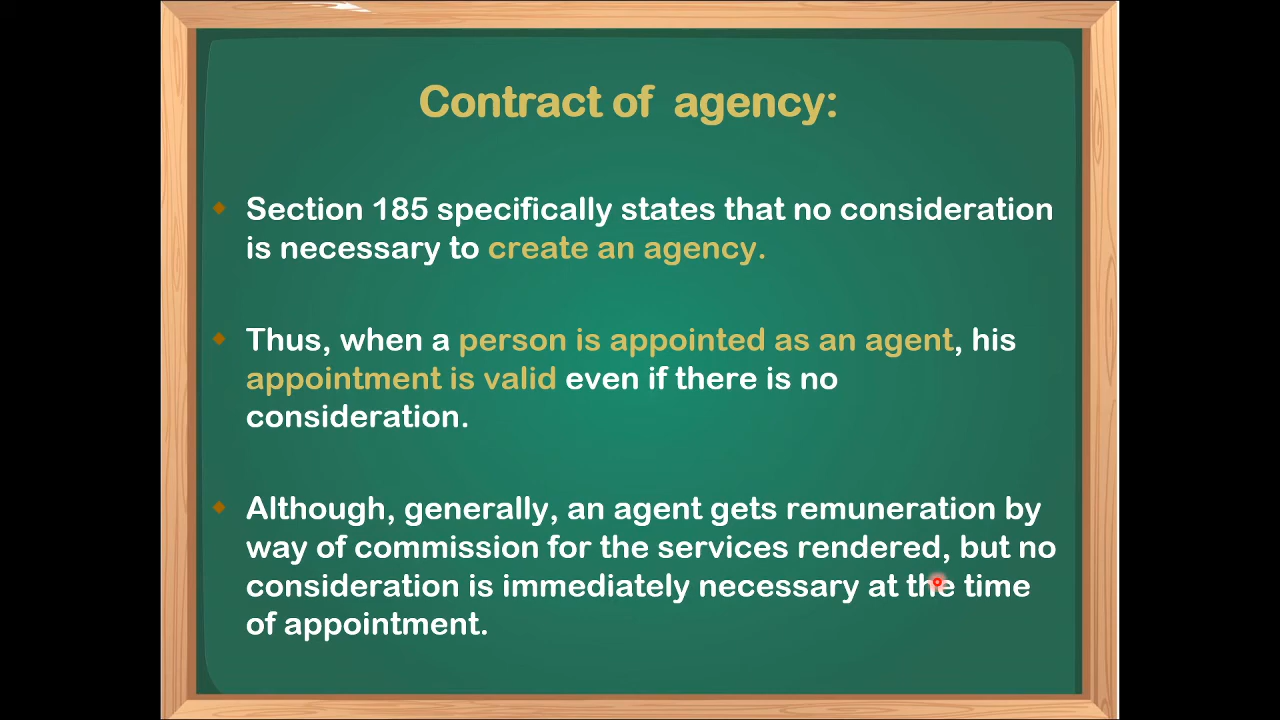 Contract of agency:
Section 185 specifically states that no consideration
is necessary to create an agency.
Thus, when a person is appointed as an agent, his
appointment is valid even if there is no
consideration.
Although, generally, an agent gets remuneration by
way of commission for the services rendered, but no
consideration is immediately necessary at the time
of appointment.